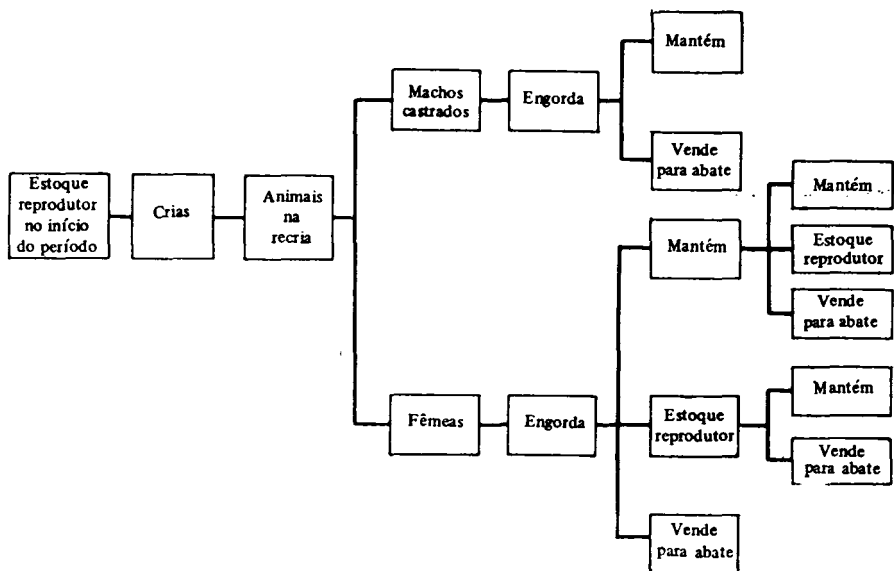 Estoque
reprodutor
no início
do período
Crias
Animais
na
recria
Machos
castrados
Engorda
Mantém
Vende
para abate
Fêmeas
Engorda
Mantém
Mantém
Estoque
reprodutor
Vende
para abate
Estoque
reprodutor
Mantém
Vende
para abate
Vende
para abate